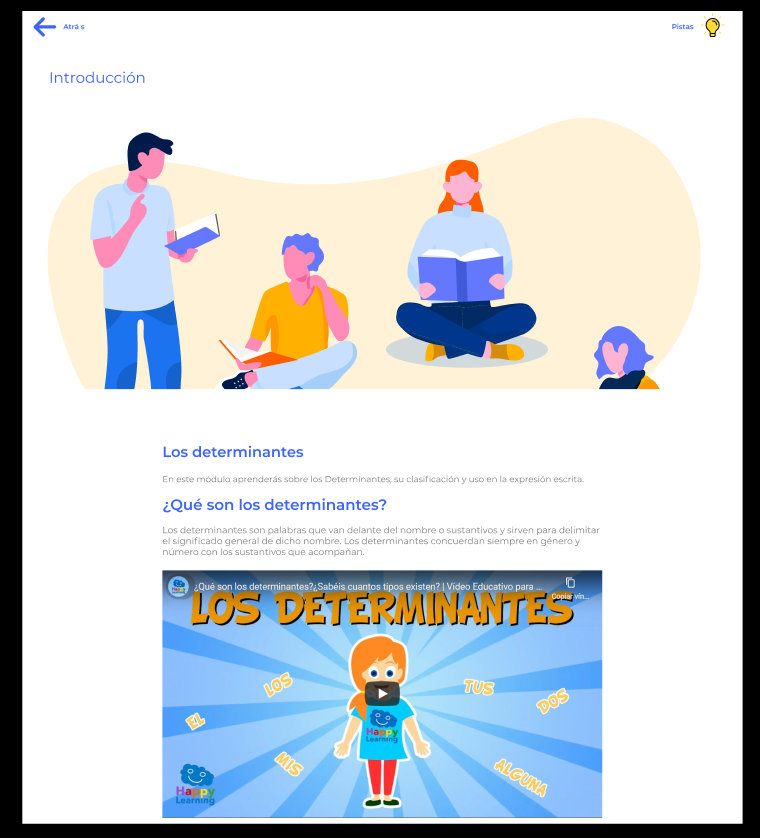 Atrá s
Pistas
Introducción
Los determinantes
En este módulo aprenderás sobre los Determinantes, su clasificación y uso en la expresión escrita.
¿Qué son los determinantes?
Los determinantes son palabras que van delante del nombre o sustantivos y sirven para delimitar
el significado general de dicho nombre. Los determinantes concuerdan siempre en género y
número con los sustantivos que acompañan.
¿Qué son los determinantes?¿Sabéis cuantos tipos existen? | Vídeo Educativo para ...
Copiar vín...
LOS DETERMINANTES
LOS
TUS
DOS
EL
Happy
Learning
MIS
ALGUNA
Happy
Learning